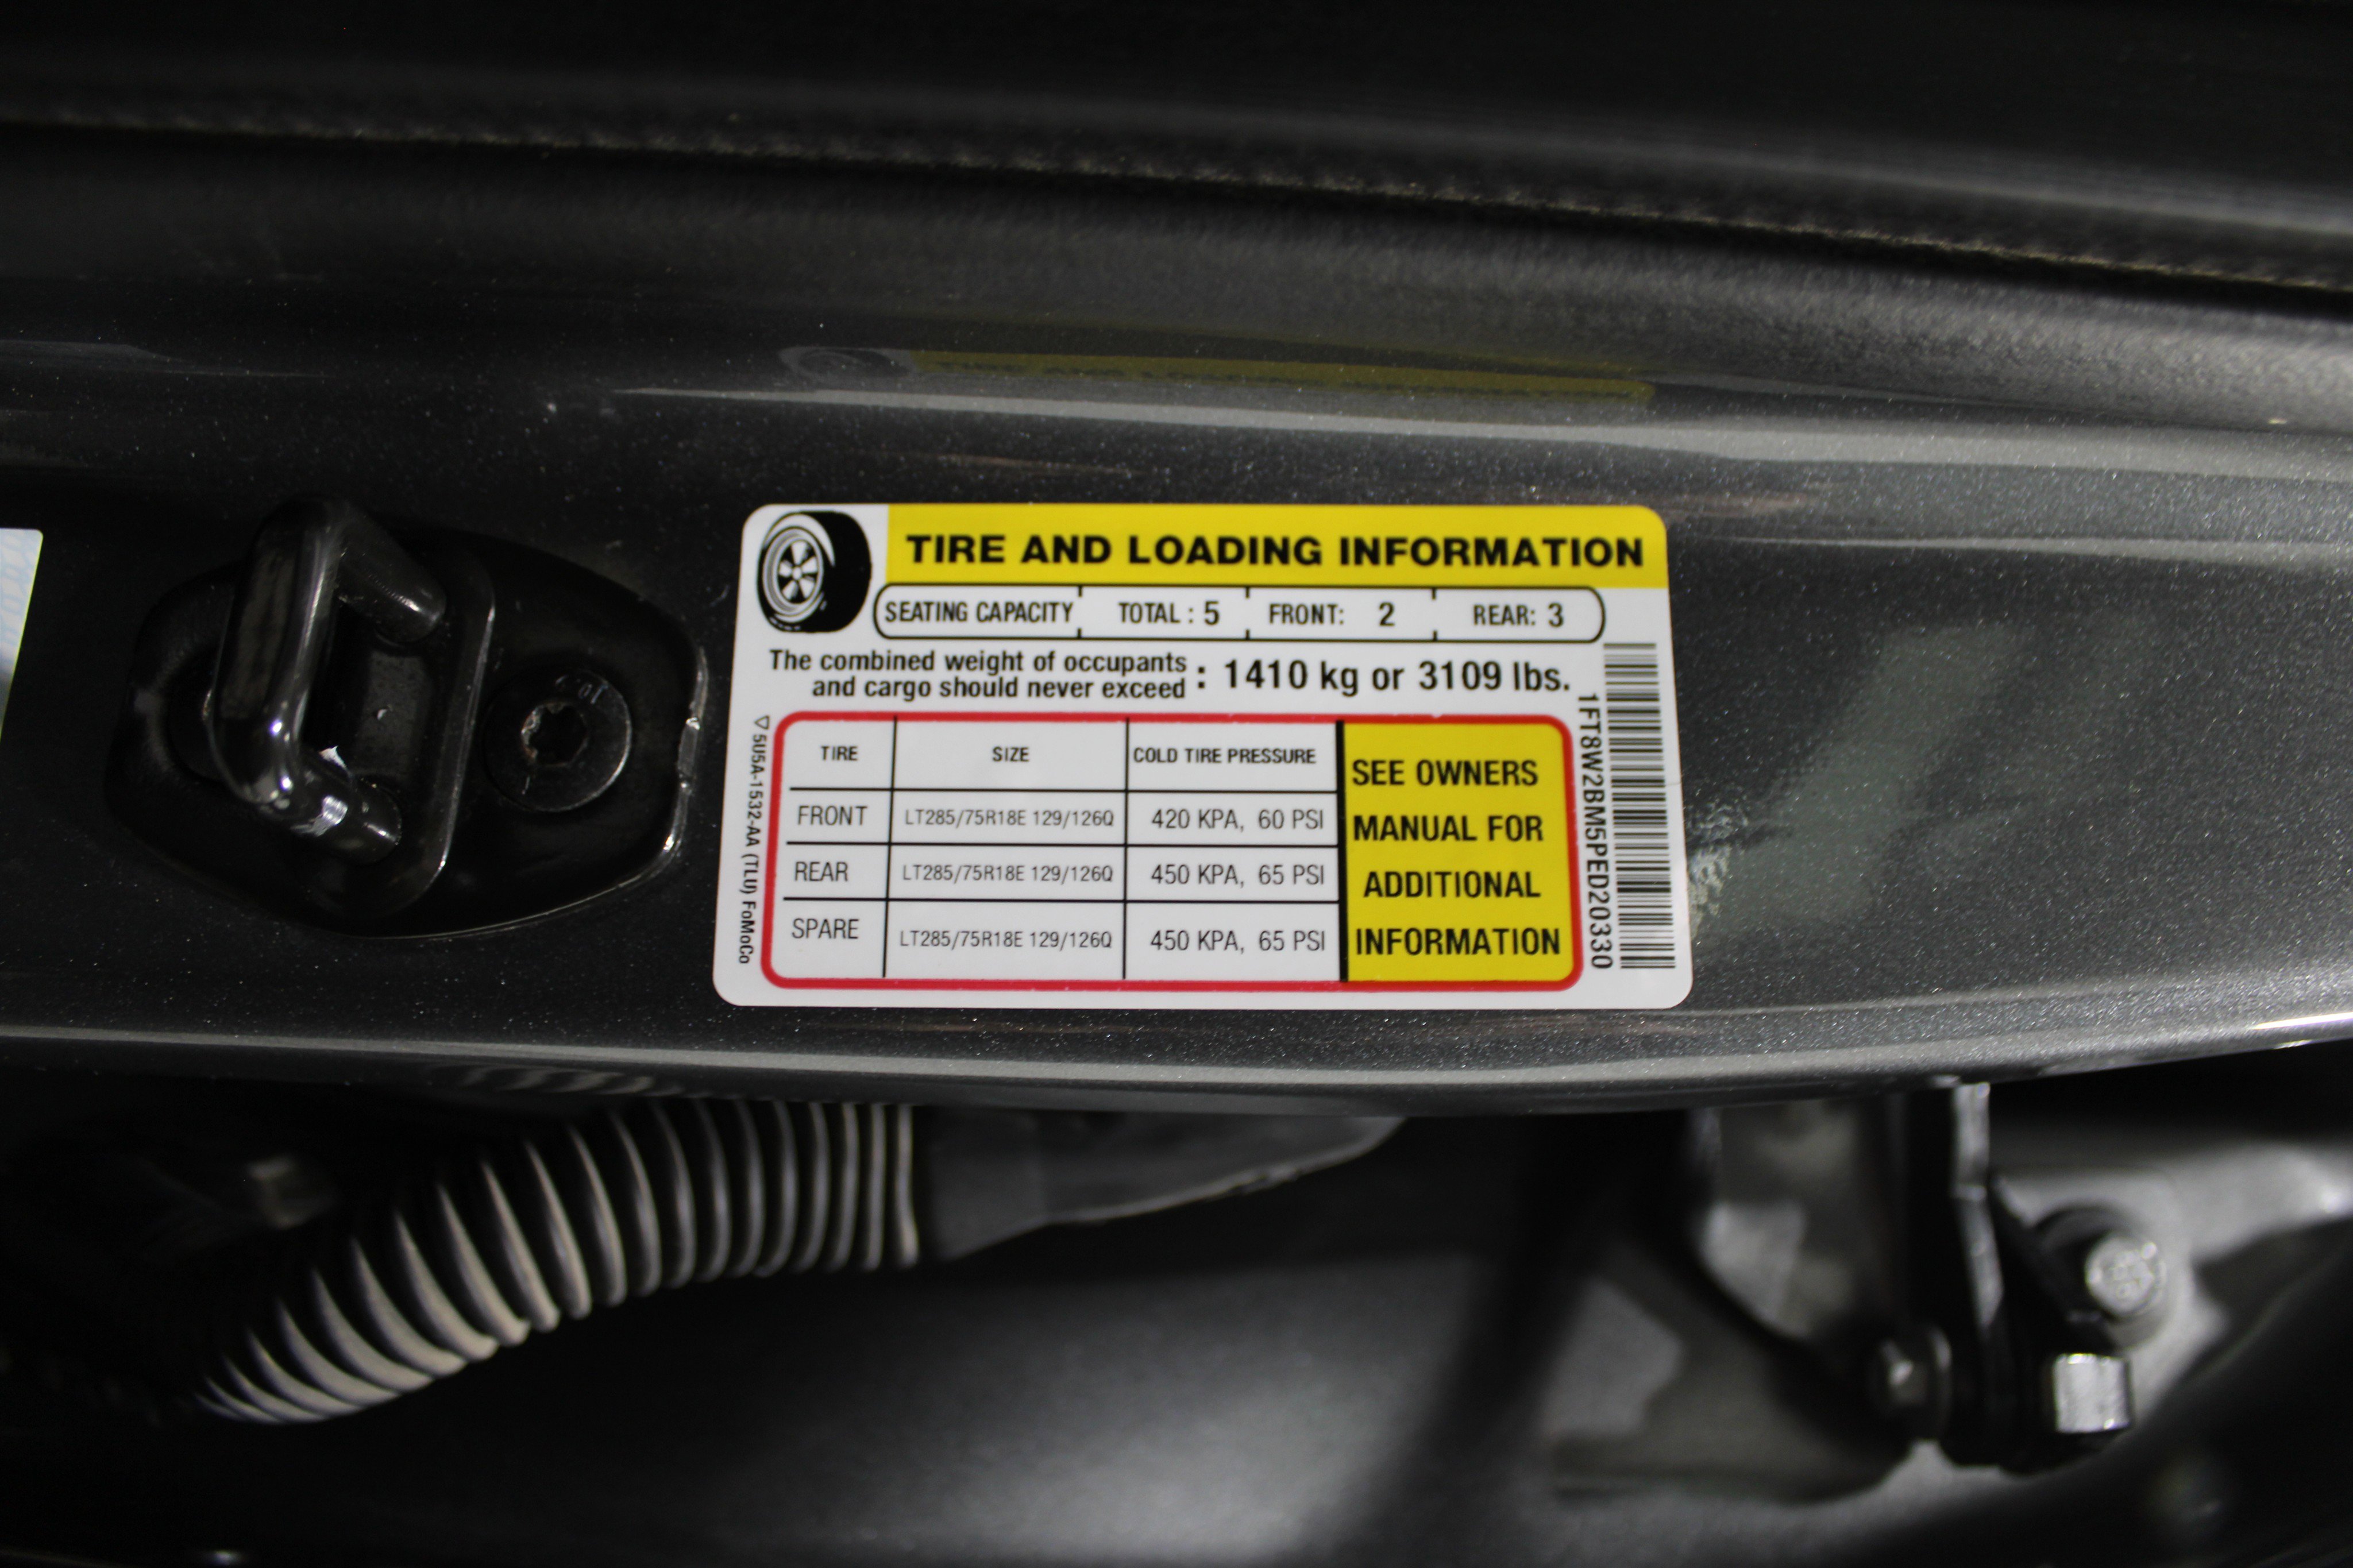 TIRE AND LOADING INFORMATION
SEATING CAPACITY TOTAL : 5 FRONT: 2 REAR: 3
The combined weight of occupants
and cargo should never exceed : 1410 kg or 3109 lbs.
TIRE SIZE COLD TIRE PRESSURE
FRONT LT285/75R18E 129/126Q 420 KPA, 60 PSI
REAR LT285/75R18E 129/126Q 450 KPA, 65 PSI
SPARE LT285/75R18E 129/126Q 450 KPA, 65 PSI
SEE OWNERS
MANUAL FOR
ADDITIONAL
INFORMATION
5U5A-1532-AA (TLU) FoMoCo
1FT8W2BM5PED20330